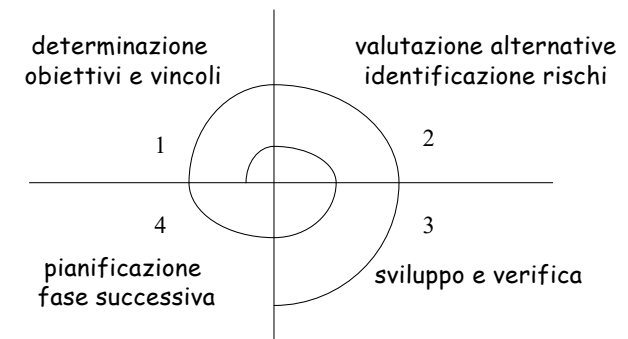 determinazione
obiettivi e vincoli
valutazione alternative
identificazione rischi
1
2
4
3
pianificazione
fase successiva
sviluppo e verifica